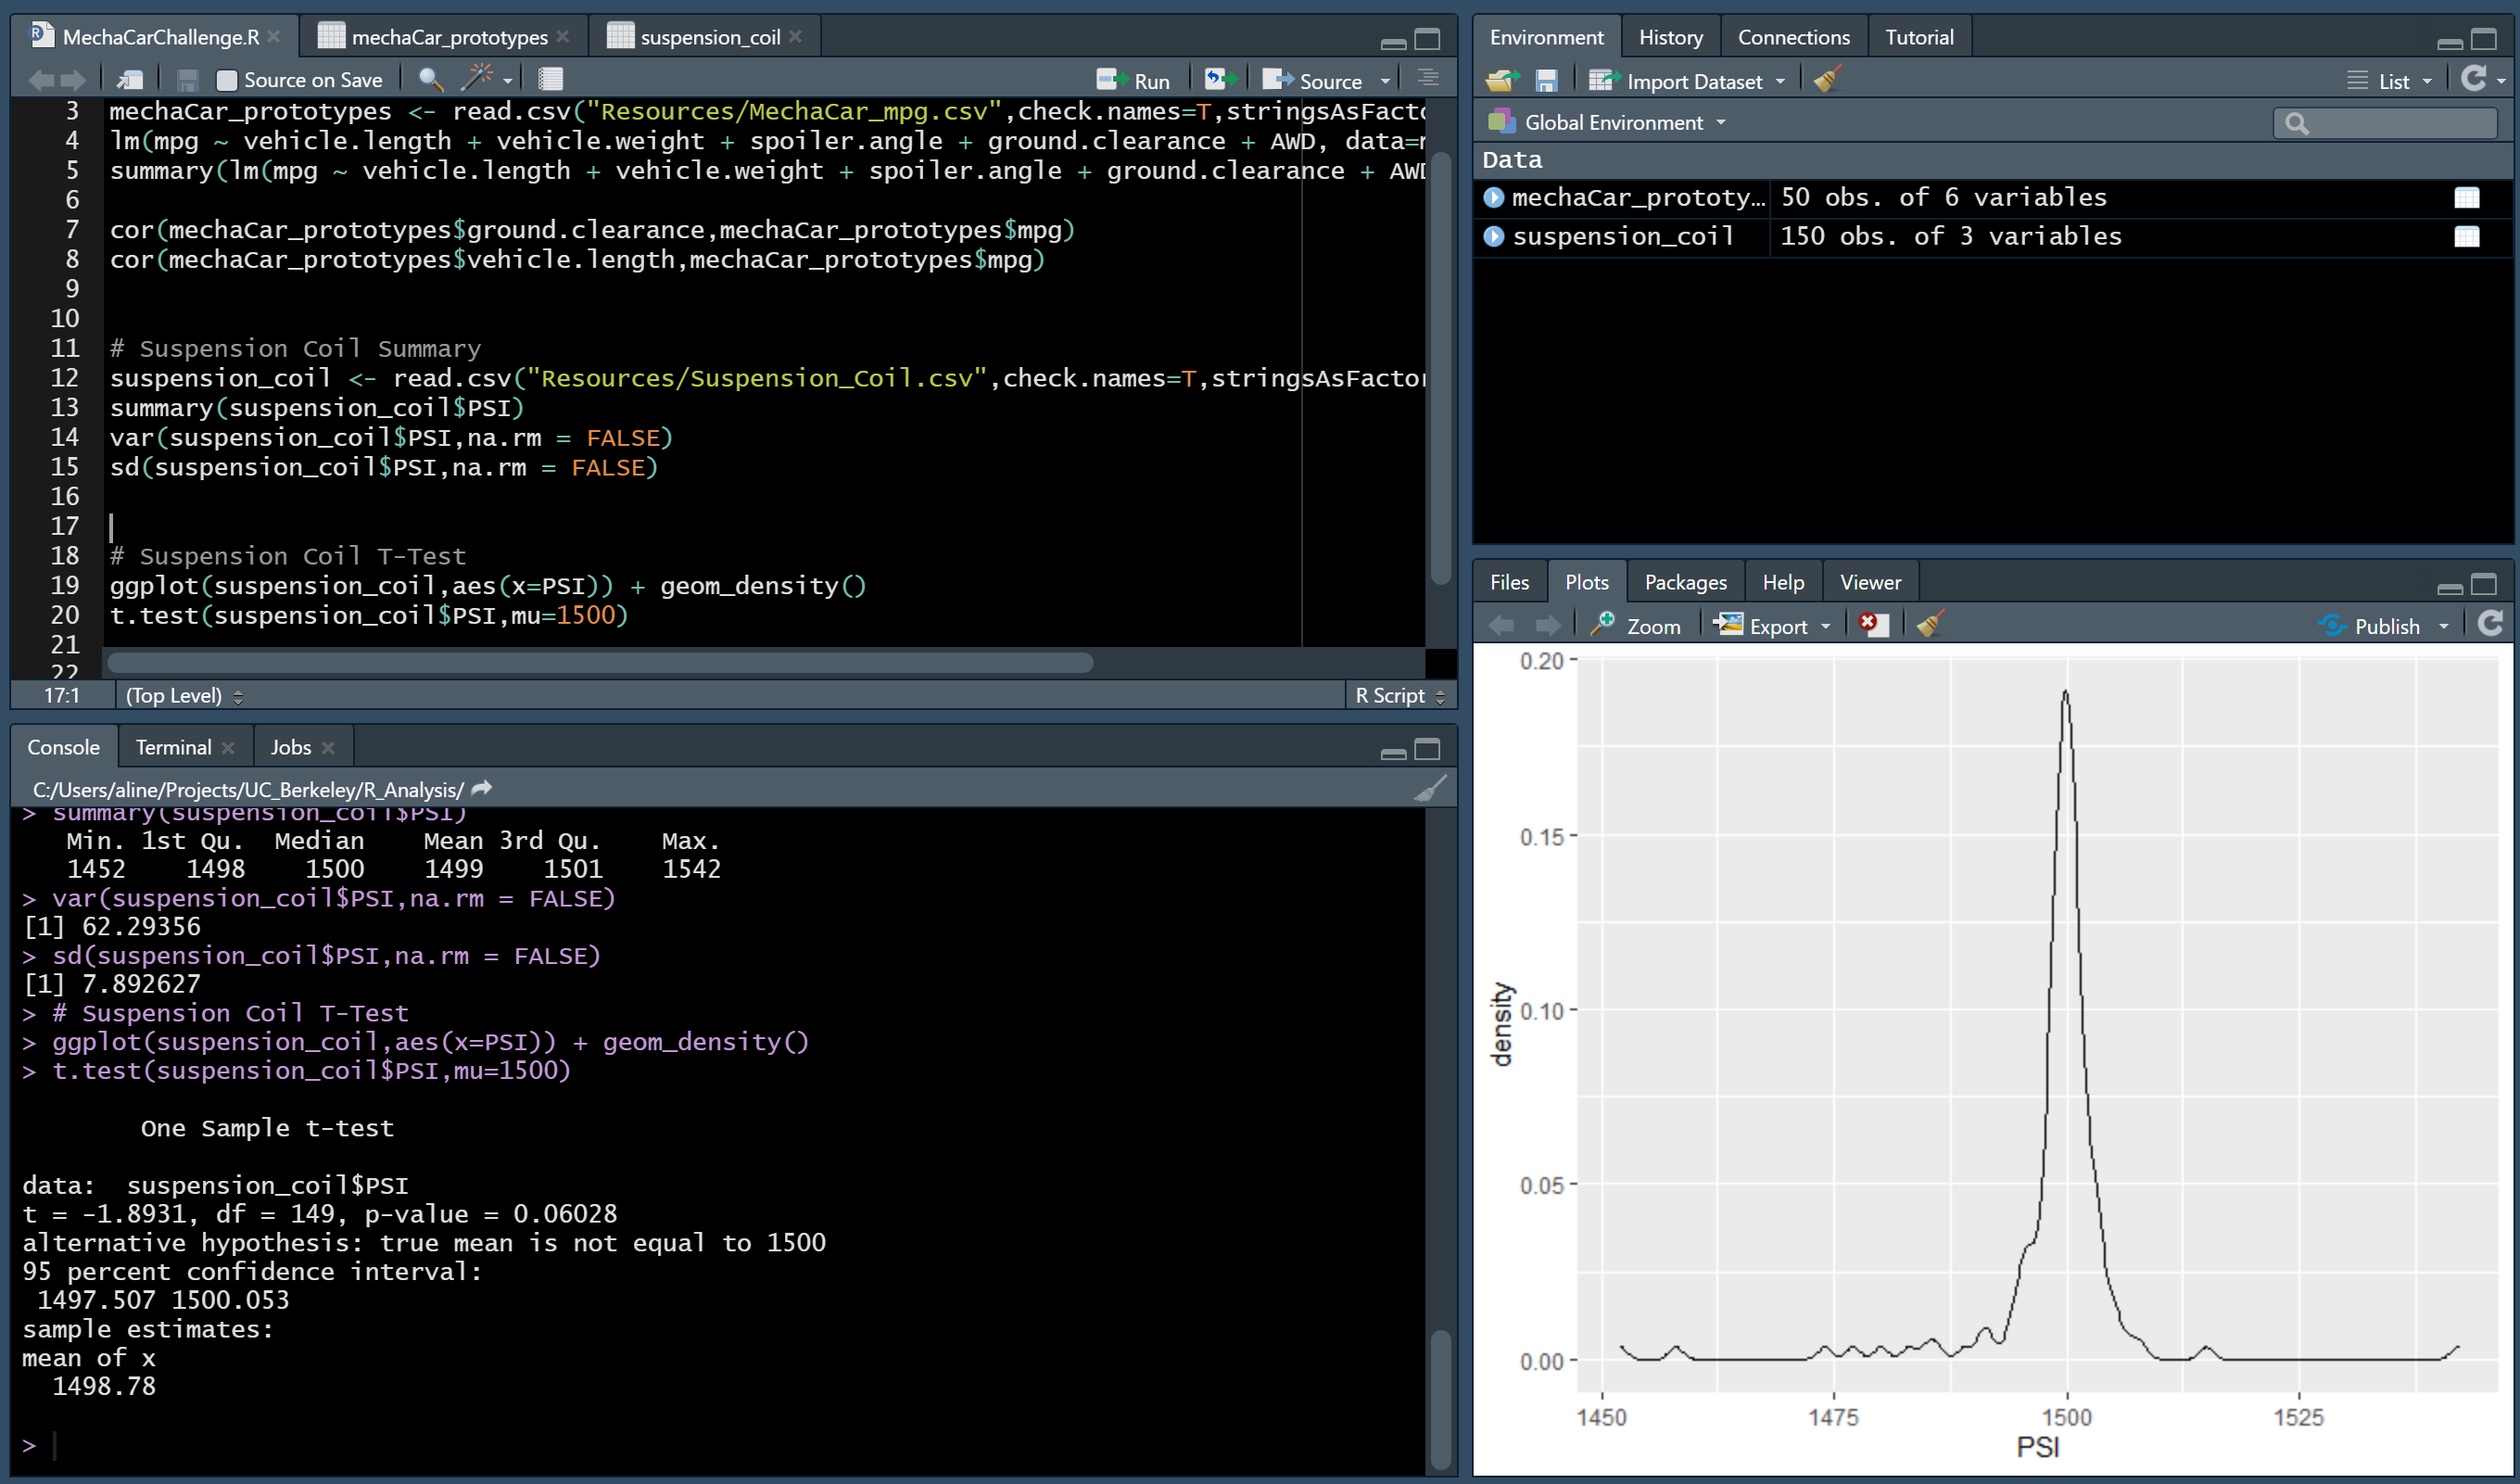 MechaCarChallenge.R
mechaCar_prototypes
suspension_coil
Source on Save
Run
Source
3 mechaCar_prototypes <- read.csv("Resources/MechaCar_mpg.csv",check.names=T,stringsAsFacto
4 lm(mpg ~ vehicle.length + vehicle.weight + spoiler.angle + ground.clearance + AWD, data=
5 summary(lm(mpg ~ vehicle.length + vehicle.weight + spoiler.angle + ground.clearance + AW
6
7 cor(mechaCar_prototypes$ground.clearance,mechaCar_prototypes$mpg)
8 cor(mechaCar_prototypes$vehicle.length,mechaCar_prototypes$mpg)
9
10
11 # Suspension Coil Summary
12 suspension_coil <- read.csv("Resources/Suspension_Coil.csv",check.names=T,stringsAsFactor
13 summary(suspension_coil$PSI)
14 var(suspension_coil$PSI,na.rm = FALSE)
15 sd(suspension_coil$PSI,na.rm = FALSE)
16
17
18 # Suspension Coil T-Test
19 ggplot(suspension_coil,aes(x=PSI)) + geom_density()
20 t.test(suspension_coil$PSI,mu=1500)
21
22
17:1 (Top Level) R Script
Console Terminal Jobs
C:/Users/aline/Projects/UC_Berkeley/R_Analysis/
> summary(suspension_coil$PSI)
Min. 1st Qu. Median Mean 3rd Qu. Max.
1452 1498 1500 1499 1501 1542
> var(suspension_coil$PSI,na.rm = FALSE)
[1] 62.29356
> sd(suspension_coil$PSI,na.rm = FALSE)
[1] 7.892627
> # Suspension Coil T-Test
> ggplot(suspension_coil,aes(x=PSI)) + geom_density()
> t.test(suspension_coil$PSI,mu=1500)
One Sample t-test
data: suspension_coil$PSI
t = -1.8931, df = 149, p-value = 0.06028
alternative hypothesis: true mean is not equal to 1500
95 percent confidence interval:
1497.507 1500.053
sample estimates:
mean of x
1498.78
>
Environment History Connections Tutorial
Import Dataset List
Global Environment
Data
mechaCar_prototy… 50 obs. of 6 variables
suspension_coil 150 obs. of 3 variables
Files Plots Packages Help Viewer
Zoom Export Publish
0.20
0.15
0.10
0.05
0.00
density
1450 1475 1500 1525
PSI